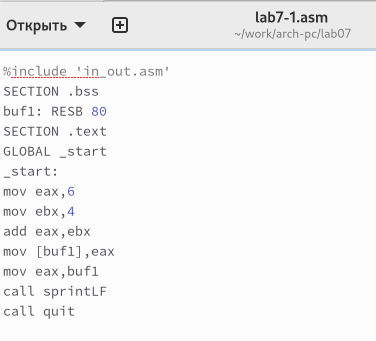 Открыть
lab7-1.asm
~/work/arch-pc/lab07
%include 'in_out.asm'
SECTION .bss
buf1: RESB 80
SECTION .text
GLOBAL _start
_start:
mov eax,6
mov ebx,4
add eax,ebx
mov [buf1],eax
mov eax,buf1
call sprintLF
call quit